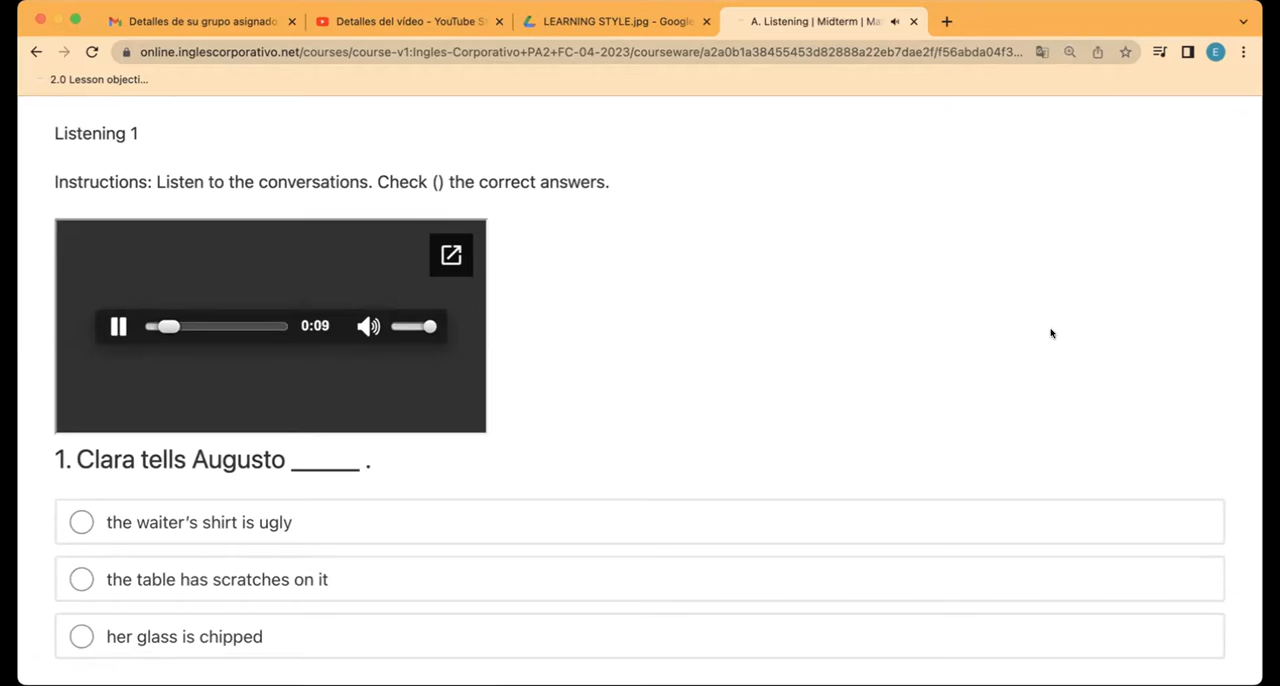 Detalles de su grupo asignado
Detalles del vídeo - YouTube S
LEARNING STYLE.jpg - Google
A. Listening | Midterm | Ma
online.inglescorporativo.net/courses/course-v1:Ingles-Corporativo+PA2+FC-04-2023/courseware/a2a0b1a38455453d82888a22eb7dae2f/f56abda04f3...
E
2.0 Lesson objecti...
Listening 1
Instructions: Listen to the conversations. Check () the correct answers.
0:09
1. Clara tells Augusto _____ .
the waiter's shirt is ugly
the table has scratches on it
her glass is chipped